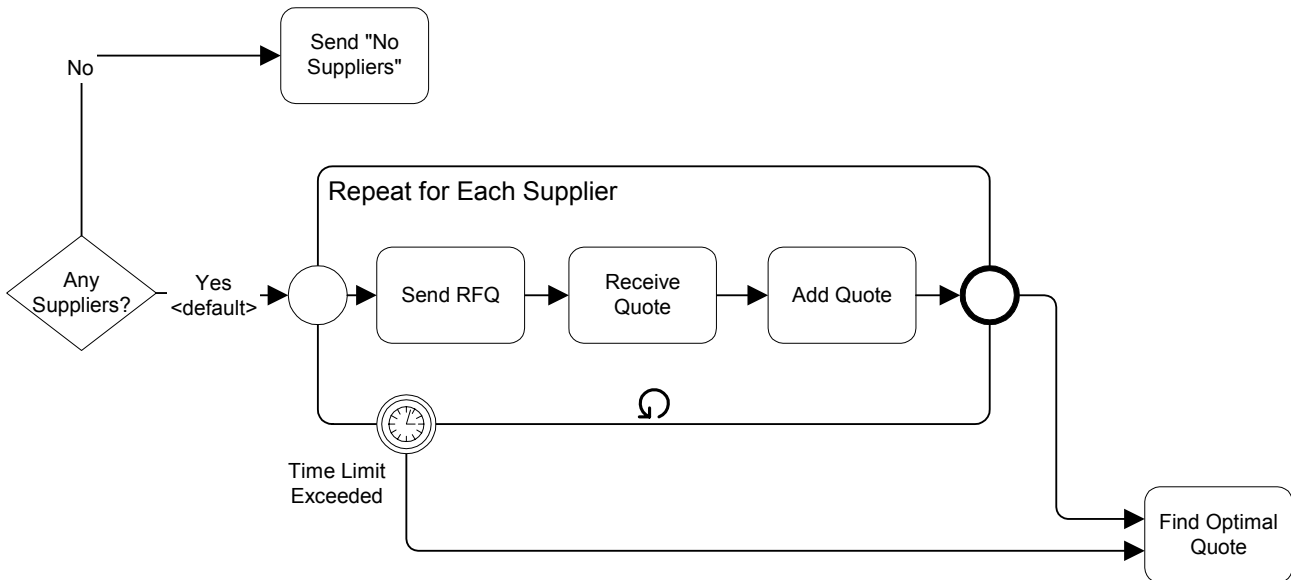 Send "No
Suppliers"
No
Repeat for Each Supplier
Any
Suppliers?
Yes
<default>
Send RFQ
Receive
Quote
Add Quote
Time Limit
Exceeded
Find Optimal
Quote